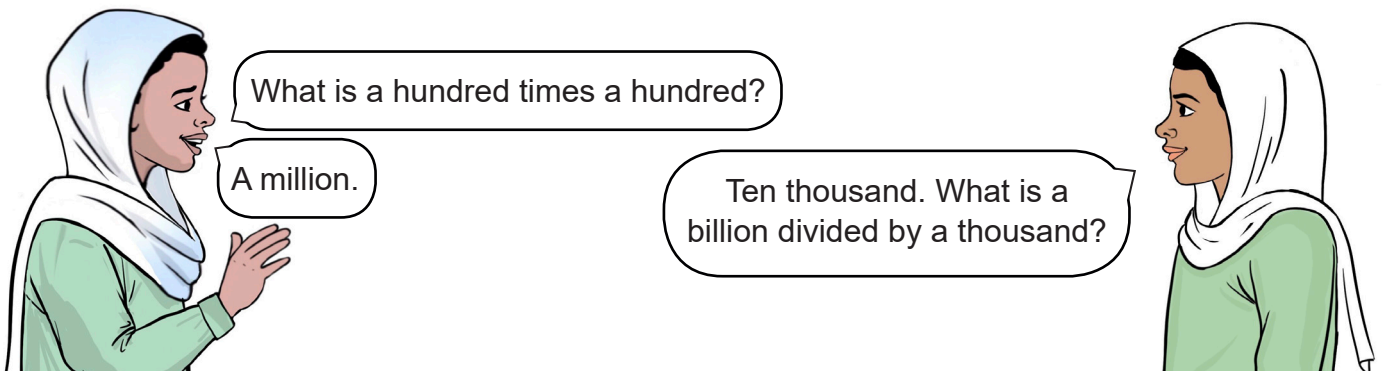 What is a hundred times a hundred?
Ten thousand. What is a
billion divided by a thousand?
A million.